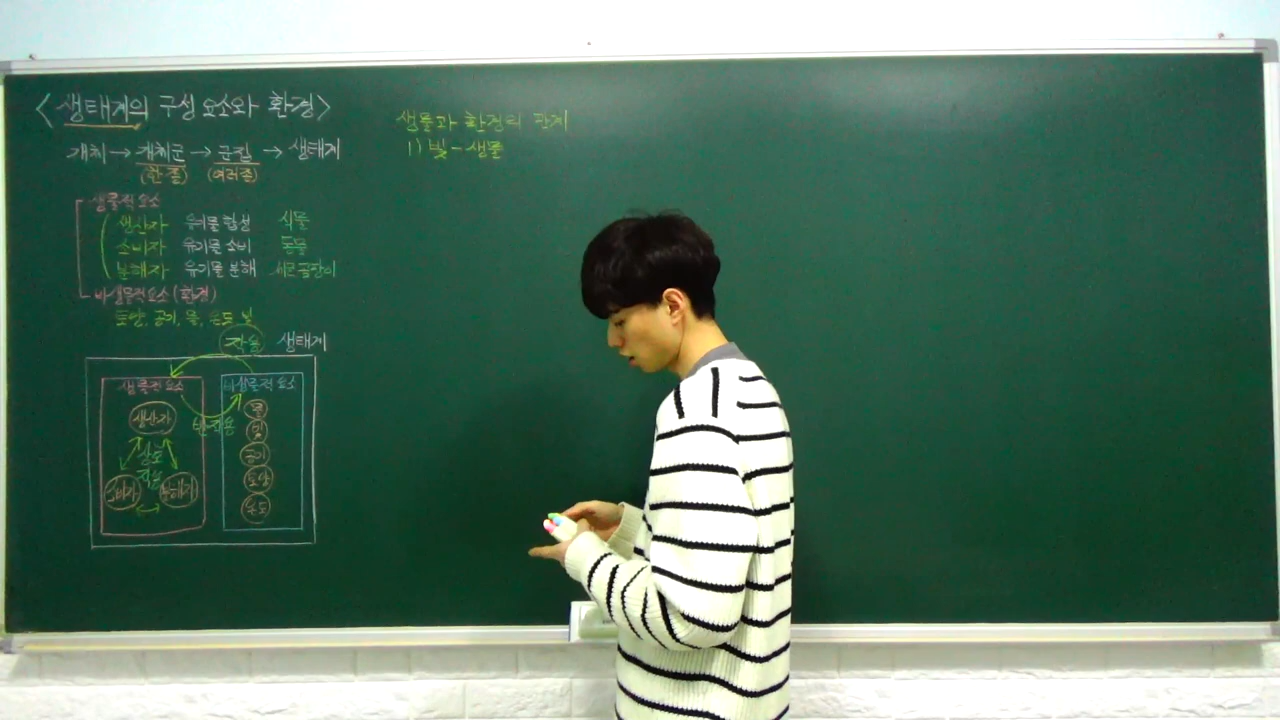 <생태계의 구성 요소와 환경>
개체 → 개체군 → 군집 → 생태계
(한 종) (여러 종)
생물적 요소
생산자 유기물 합성 식물
소비자 유기물 소비 동물
분해자 유기물 분해 세균 곰팡이
비생물적 요소 (환경)
토양, 공기, 물, 온도 빛
작용 생태계
생물적 요소 비생물적 요소
생산자
상호
작용
소비자 분해자
반작용
물
빛
공기
토양
온도
생물과 환경의 관계
1) 빛 - 생물